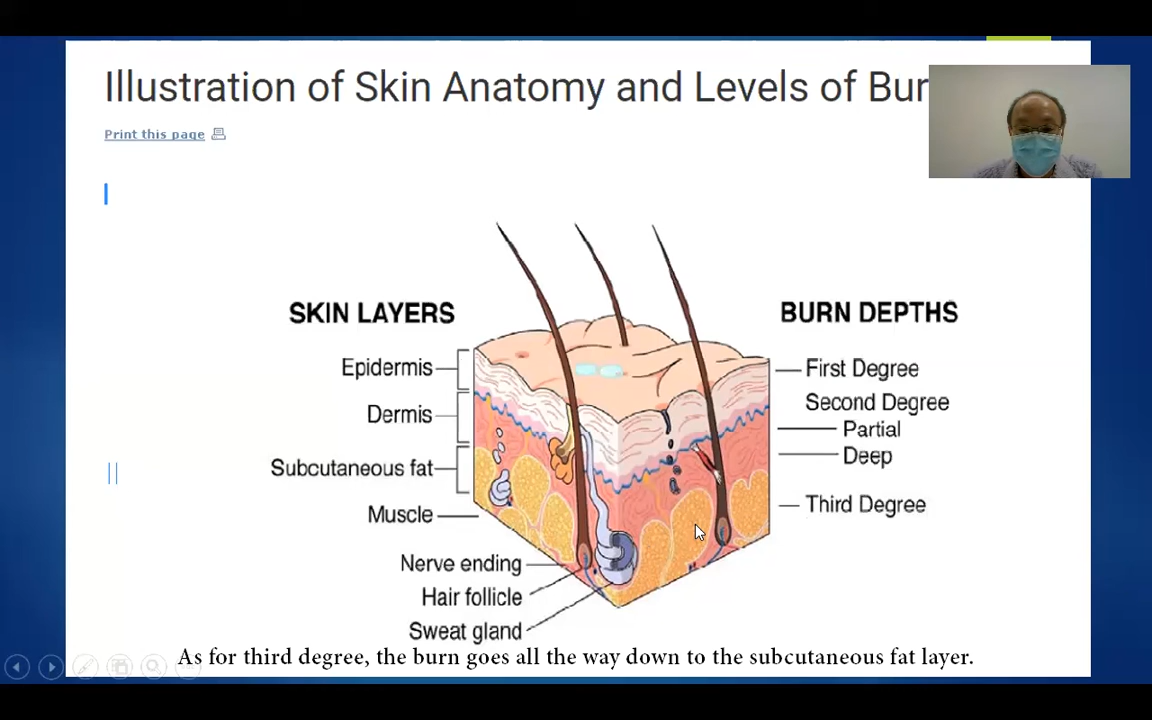 Illustration of Skin Anatomy and Levels of Bur
Print this page
SKIN LAYERS
Epidermis
Dermis
Subcutaneous fat
Muscle
Nerve ending
Hair follicle
Sweat gland
BURN DEPTHS
First Degree
Second Degree
Partial
Deep
Third Degree
As for third degree, the burn goes all the way down to the subcutaneous fat layer.